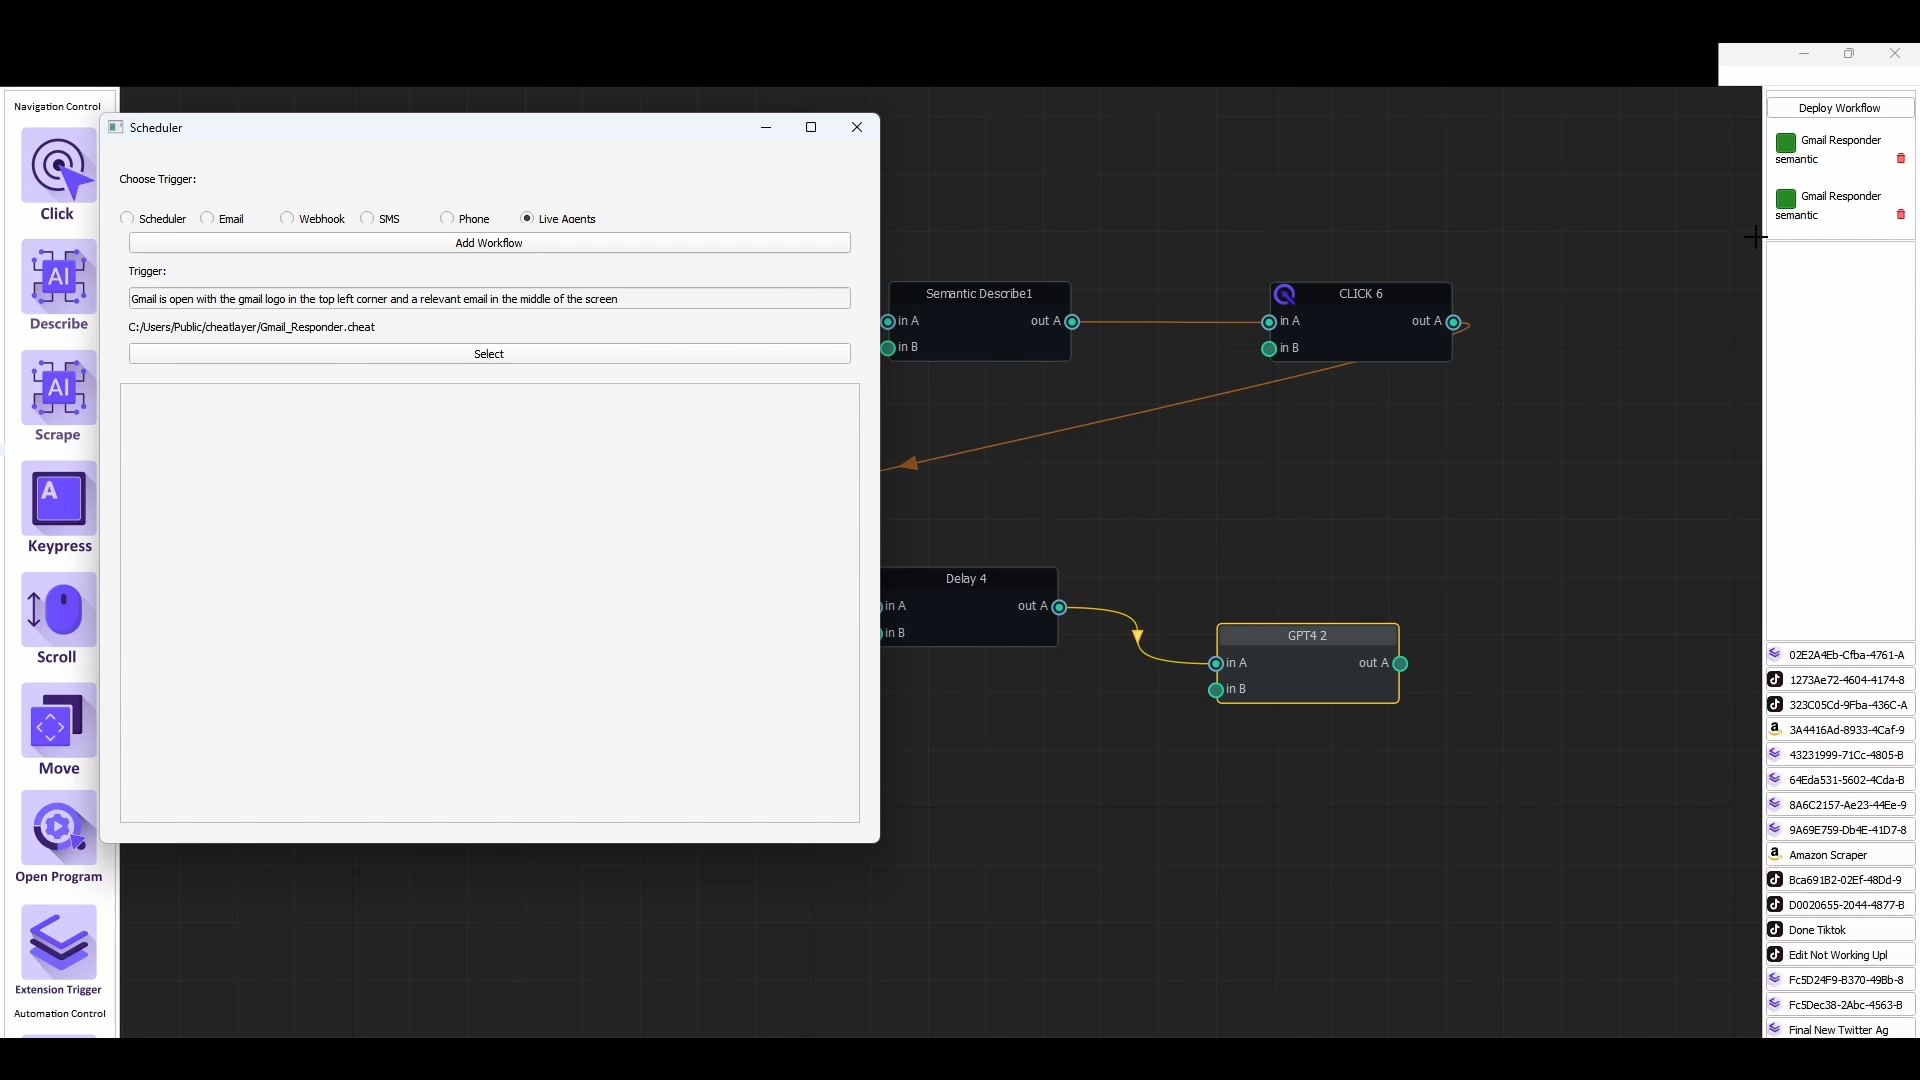 Navigation Control
Click
AI
Describe
AI
Scrape
A
Keypress
Scroll
Move
Open Program
Extension Trigger
Automation Control
Scheduler
Choose Trigger:
Scheduler
Email
Webhook
SMS
Phone
Live Agents
Add Workflow
Trigger:
Gmail is open with the gmail logo in the top left corner and a relevant email in the middle of the screen
C:/Users/Public/cheatlayer/Gmail_Responder.cheat
Select
Semantic Describe1
in A
out A
in B
CLICK 6
in A
out A
in B
Delay 4
in A
out A
in B
GPT4 2
in A
out A
in B
Deploy Workflow
Gmail Responder
semantic
Gmail Responder
semantic
02E2A4Eb-Cfba-4761-A
1273Ae72-4604-4174-8
323C05Cd-9Fba-436C-A
3A4416Ad-8933-4Caf-9
43231999-71Cc-4805-B
64Eda531-5602-4Cda-B
8A6C2157-Ae23-44Ee-9
9A69E759-Db4E-41D7-8
Amazon Scraper
Bca691B2-02Ef-48Dd-9
D0020655-2044-4877-B
Done Tiktok
Edit Not Working Upl
Fc5D24F9-B370-49Bb-8
Fc5Dec38-2Abc-4563-B
Final New Twitter Ag